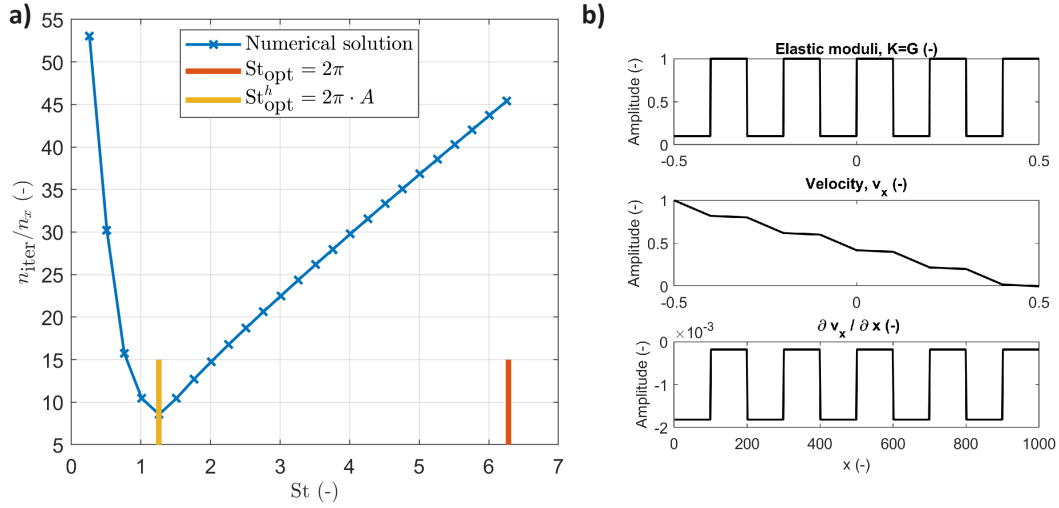 a)
55
50
45
40
35
30
25
20
15
10
5
n_iter/n_x (-)
0 1 2 3 4 5 6 7
St (-)
Numerical solution
St_opt = 2π
St^h_opt = 2π · A
b)
Elastic moduli, K=G (-)
Amplitude (-)
1
0.5
0
-0.5 0 0.5
Velocity, v_x (-)
Amplitude (-)
1
0.5
0
-0.5 0 0.5
×10^-3
∂ v_x / ∂ x (-)
Amplitude (-)
0
-1
-2
0 200 400 600 800 1000
x (-)